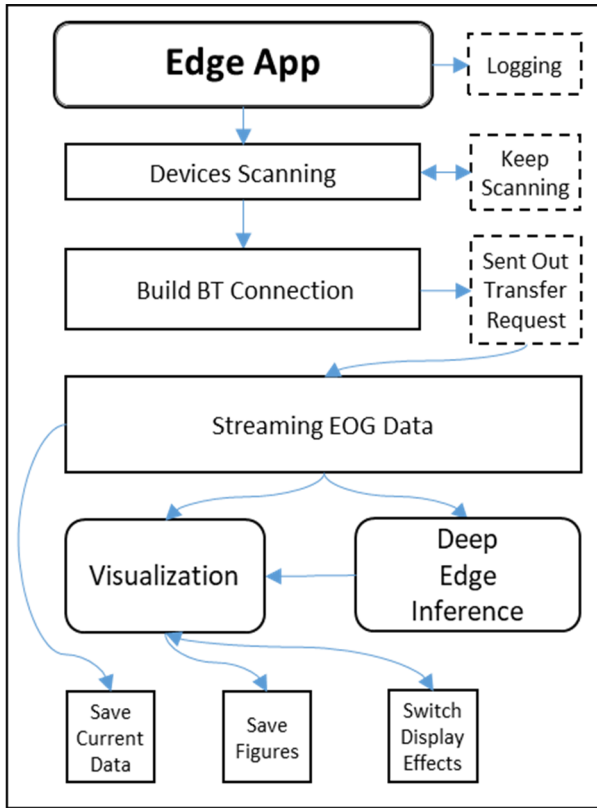 Edge App
Logging
Devices Scanning
Keep
Scanning
Build BT Connection
Sent Out
Transfer
Request
Streaming EOG Data
Visualization
Deep
Edge
Inference
Save
Current
Data
Save
Figures
Switch
Display
Effects